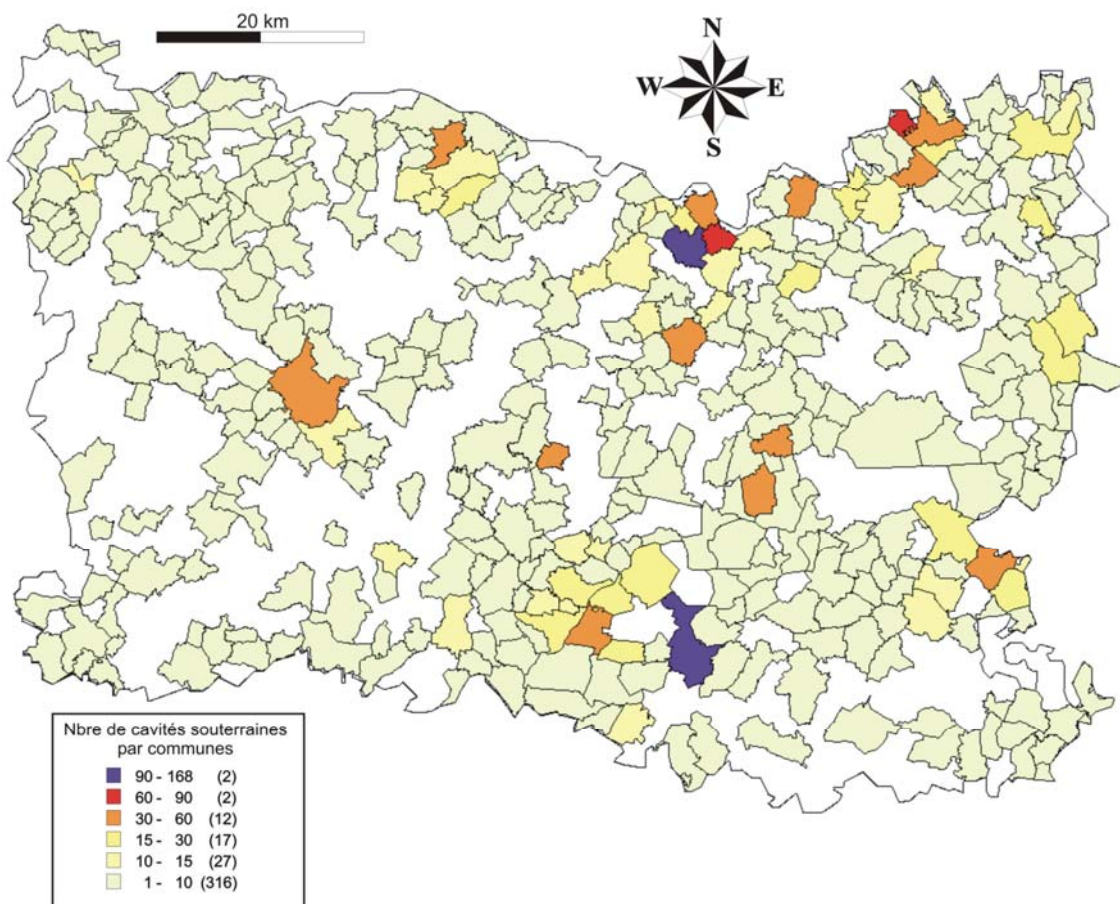 20 km
N
W E
S
Nbre de cavités souterraines
par communes
90 - 168 (2)
60 - 90 (2)
30 - 60 (12)
15 - 30 (17)
10 - 15 (27)
1 - 10 (316)